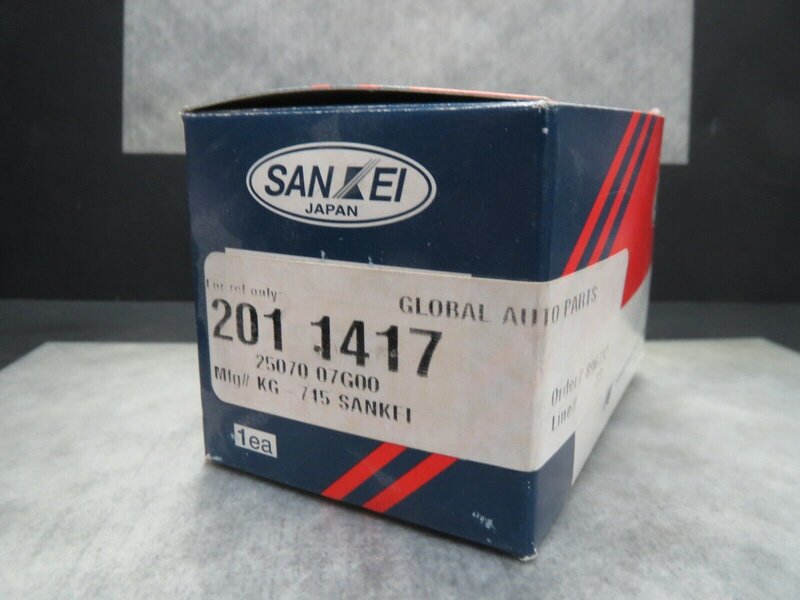 SANKEI
JAPAN
For ref only:
GLOBAL AUTO PARTS
201 1417
25070 07G00
Mfg// KG - 715 SANKEI
Order#
Line#
1ea